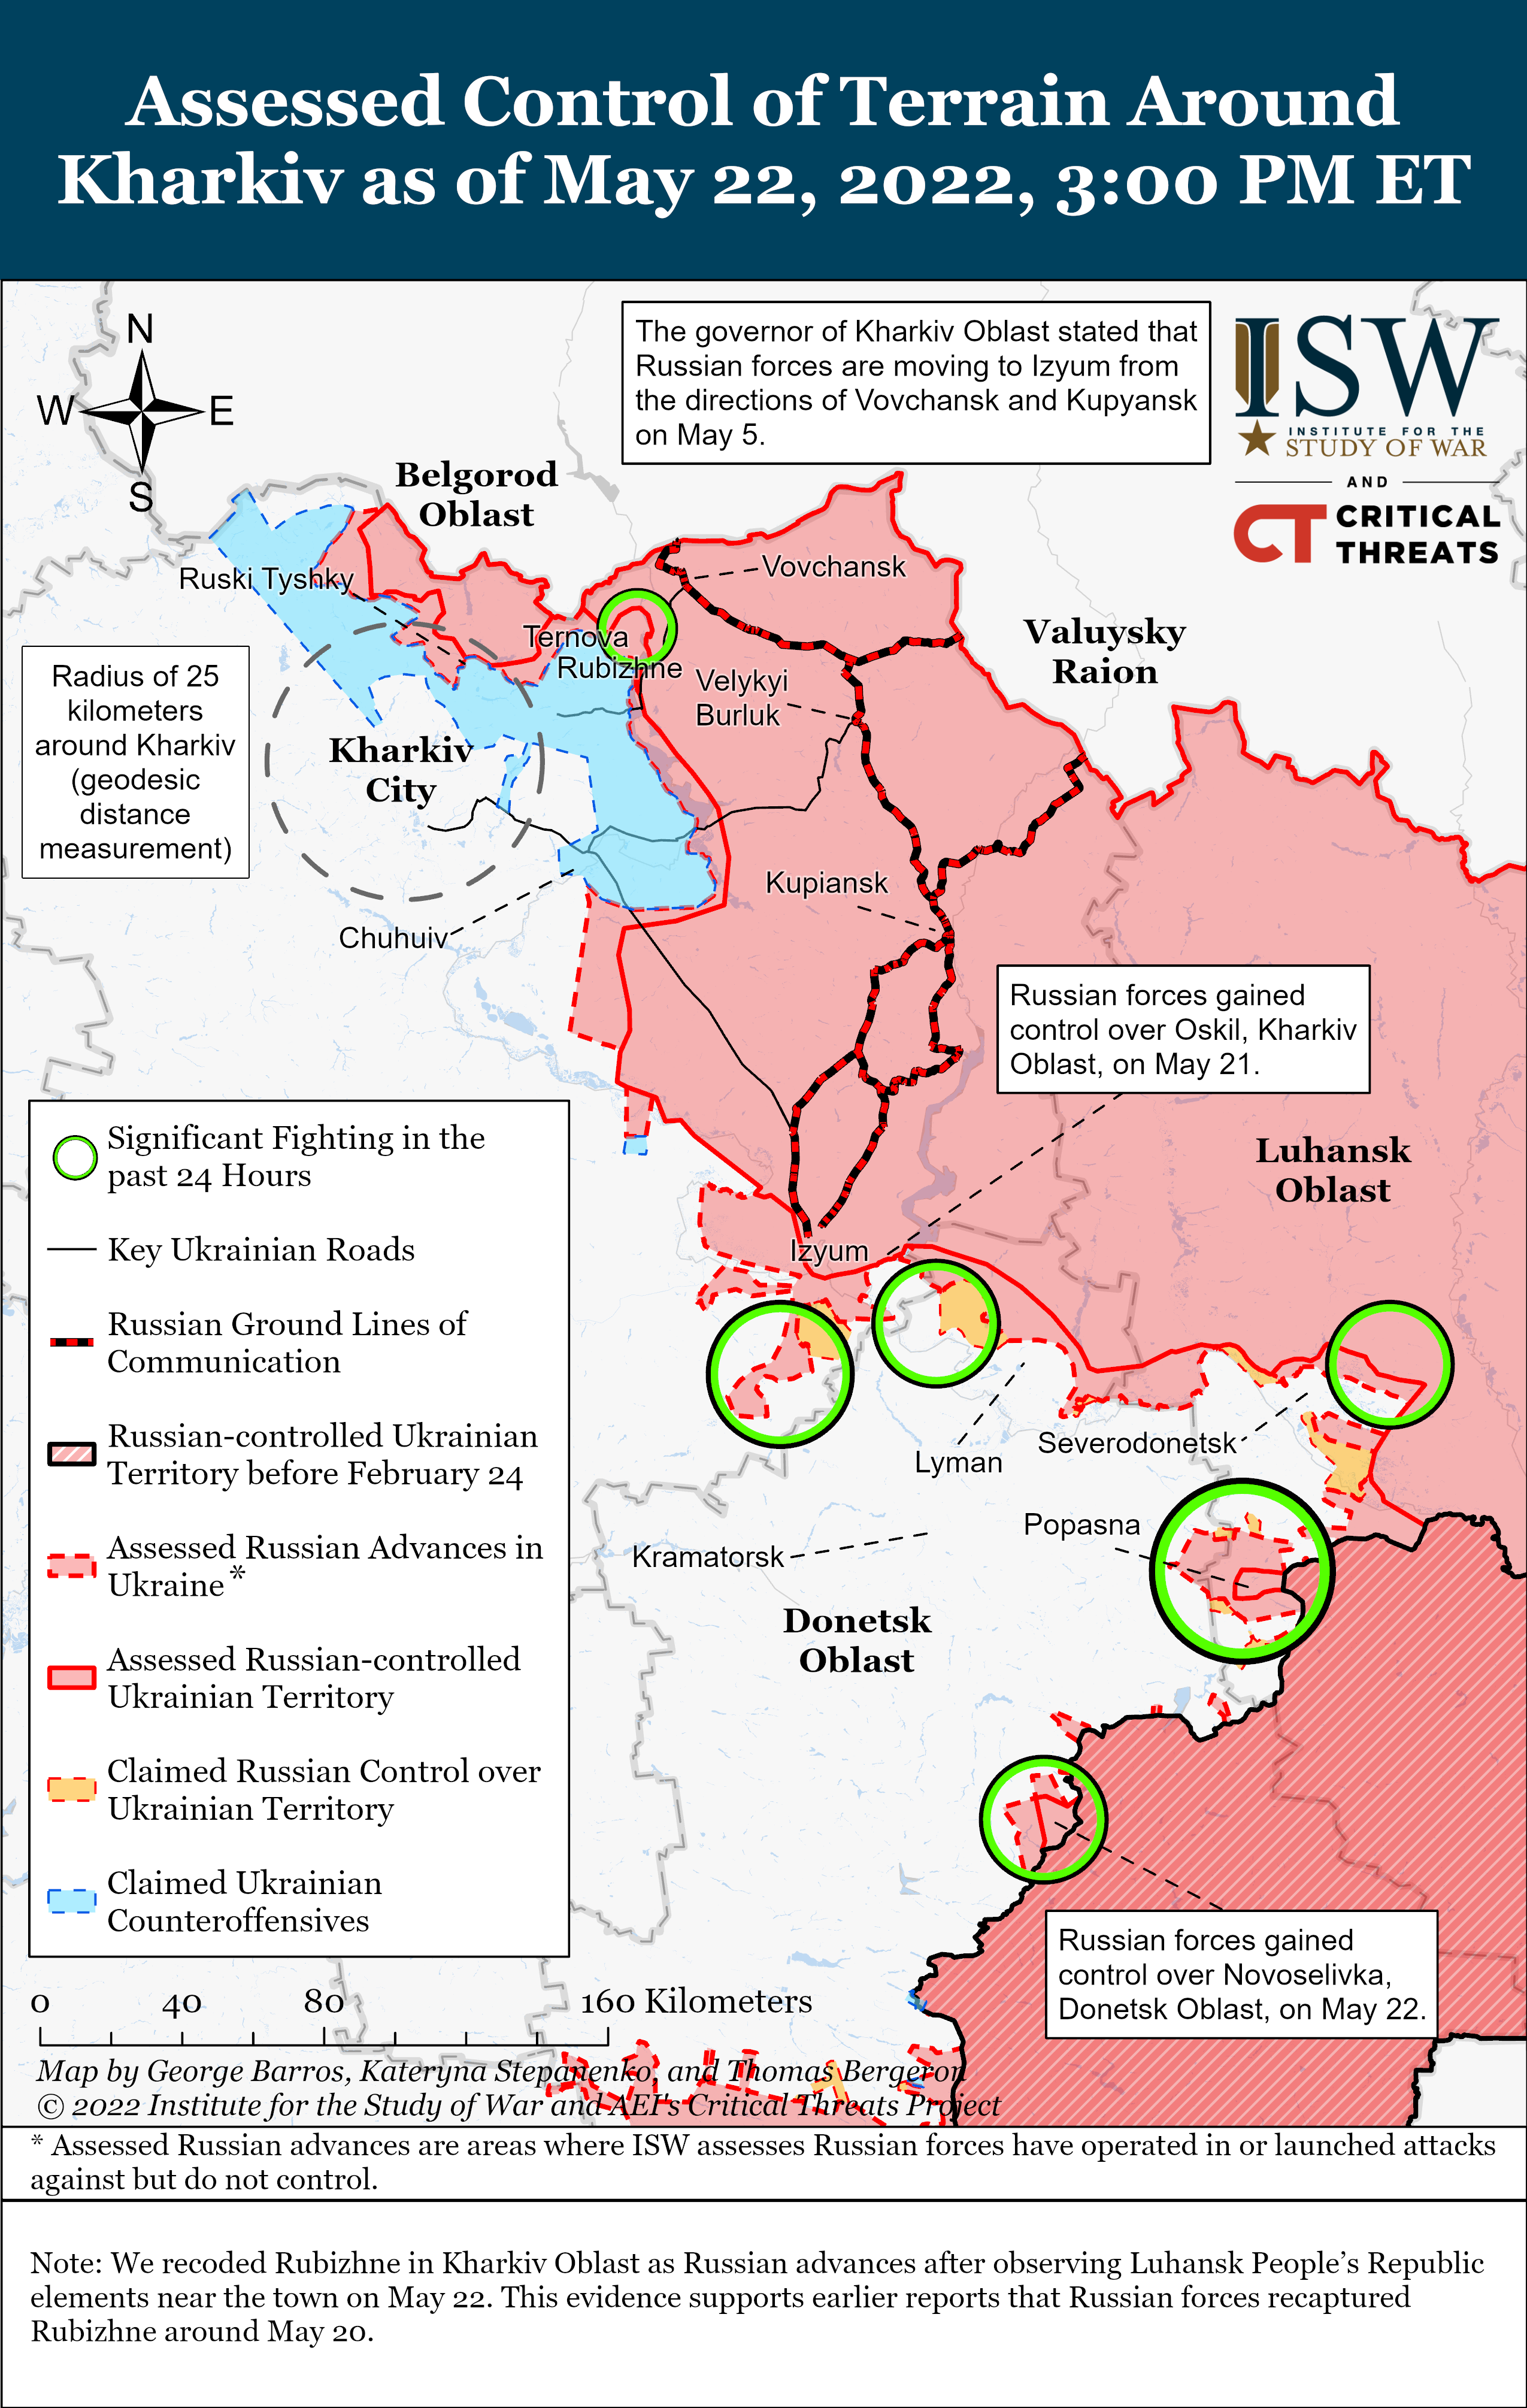 Assessed Control of Terrain Around
Kharkiv as of May 22, 2022, 3:00 PM ET
N
W E
S
The governor of Kharkiv Oblast stated that
Russian forces are moving to Izyum from
the directions of Vovchansk and Kupyansk
on May 5.
ISW
INSTITUTE FOR THE
STUDY OF WAR
AND
CT CRITICAL
THREATS
Belgorod
Oblast
Ruski Tyshky
Vovchansk
Ternova
Rubizhne
Valuysky
Raion
Velykyi
Burluk
Radius of 25
kilometers
around Kharkiv
(geodesic
distance
measurement)
Kharkiv
City
Kupiansk
Chuhuiv
Russian forces gained
control over Oskil, Kharkiv
Oblast, on May 21.
Luhansk
Oblast
Izyum
Lyman
Severodonetsk
Popasna
Kramatorsk
Donetsk
Oblast
Russian forces gained
control over Novoselivka,
Donetsk Oblast, on May 22.
Significant Fighting in the
past 24 Hours
Key Ukrainian Roads
Russian Ground Lines of
Communication
Russian-controlled Ukrainian
Territory before February 24
Assessed Russian Advances in
Ukraine*
Assessed Russian-controlled
Ukrainian Territory
Claimed Russian Control over
Ukrainian Territory
Claimed Ukrainian
Counteroffensives
0 40 80 160 Kilometers
Map by George Barros, Kateryna Stepanenko, and Thomas Bergeron
© 2022 Institute for the Study of War and AEI's Critical Threats Project
* Assessed Russian advances are areas where ISW assesses Russian forces have operated in or launched attacks
against but do not control.
Note: We recoded Rubizhne in Kharkiv Oblast as Russian advances after observing Luhansk People’s Republic
elements near the town on May 22. This evidence supports earlier reports that Russian forces recaptured
Rubizhne around May 20.